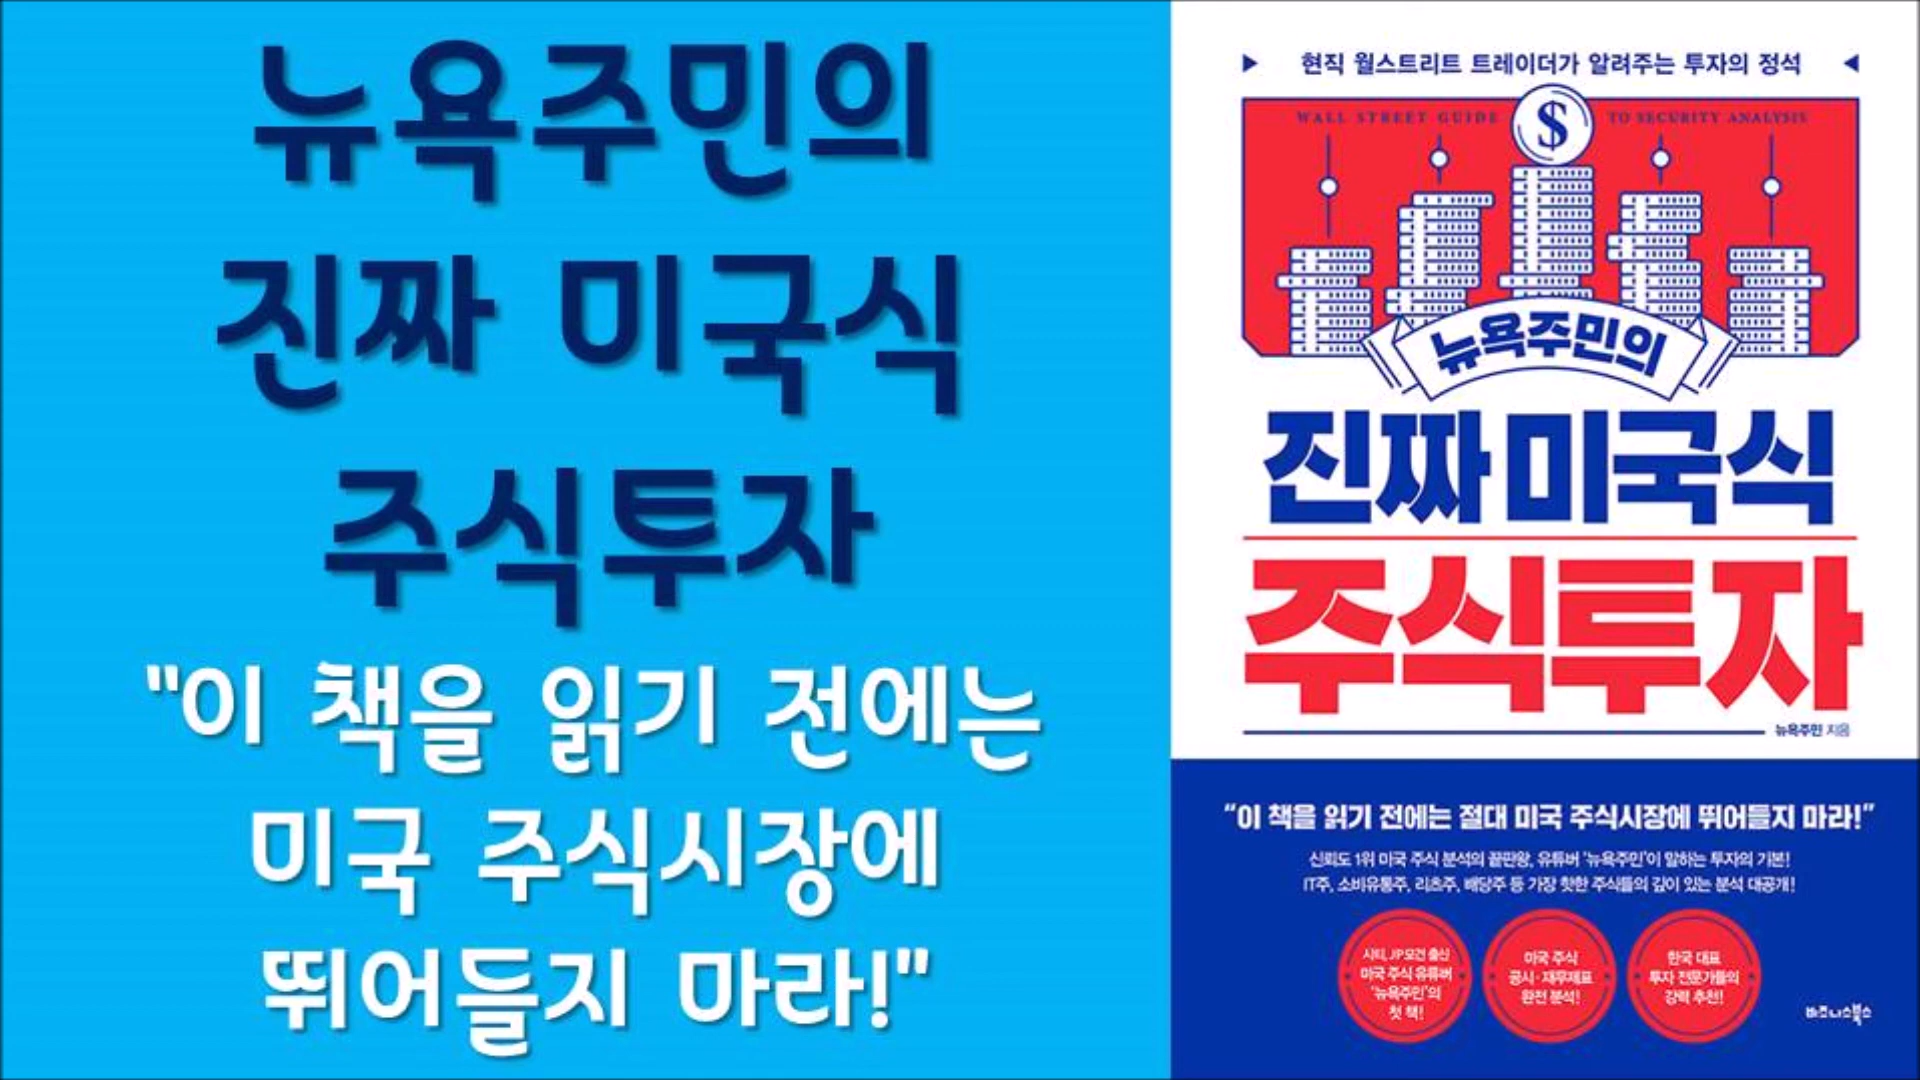 뉴욕주민의
진짜 미국식
주식투자
"이 책을 읽기 전에는
미국 주식시장에
뛰어들지 마라!"
현직 월스트리트 트레이더가 알려주는 투자의 정석
WALL STREET GUIDE TO SECURITY ANALYSIS
$
뉴욕주민의
진짜 미국식
주식투자
뉴욕주민 지음
“이 책을 읽기 전에는 절대 미국 주식시장에 뛰어들지 마라!”
신뢰도 1위 미국 주식 분석의 끝판왕, 유튜버 ‘뉴욕주민’이 말하는 투자의 기본!
IT주, 소비유통주, 리츠주, 배당주 등 가장 핫한 주식들의 깊이 있는 분석 대공개!
시티, JP모건 출신
미국 주식 유튜버
‘뉴욕주민’의
첫 책!
미국 주식
공시·재무제표
완전 분석!
한국 대표
투자 전문가들의
강력 추천!
비즈니스북스